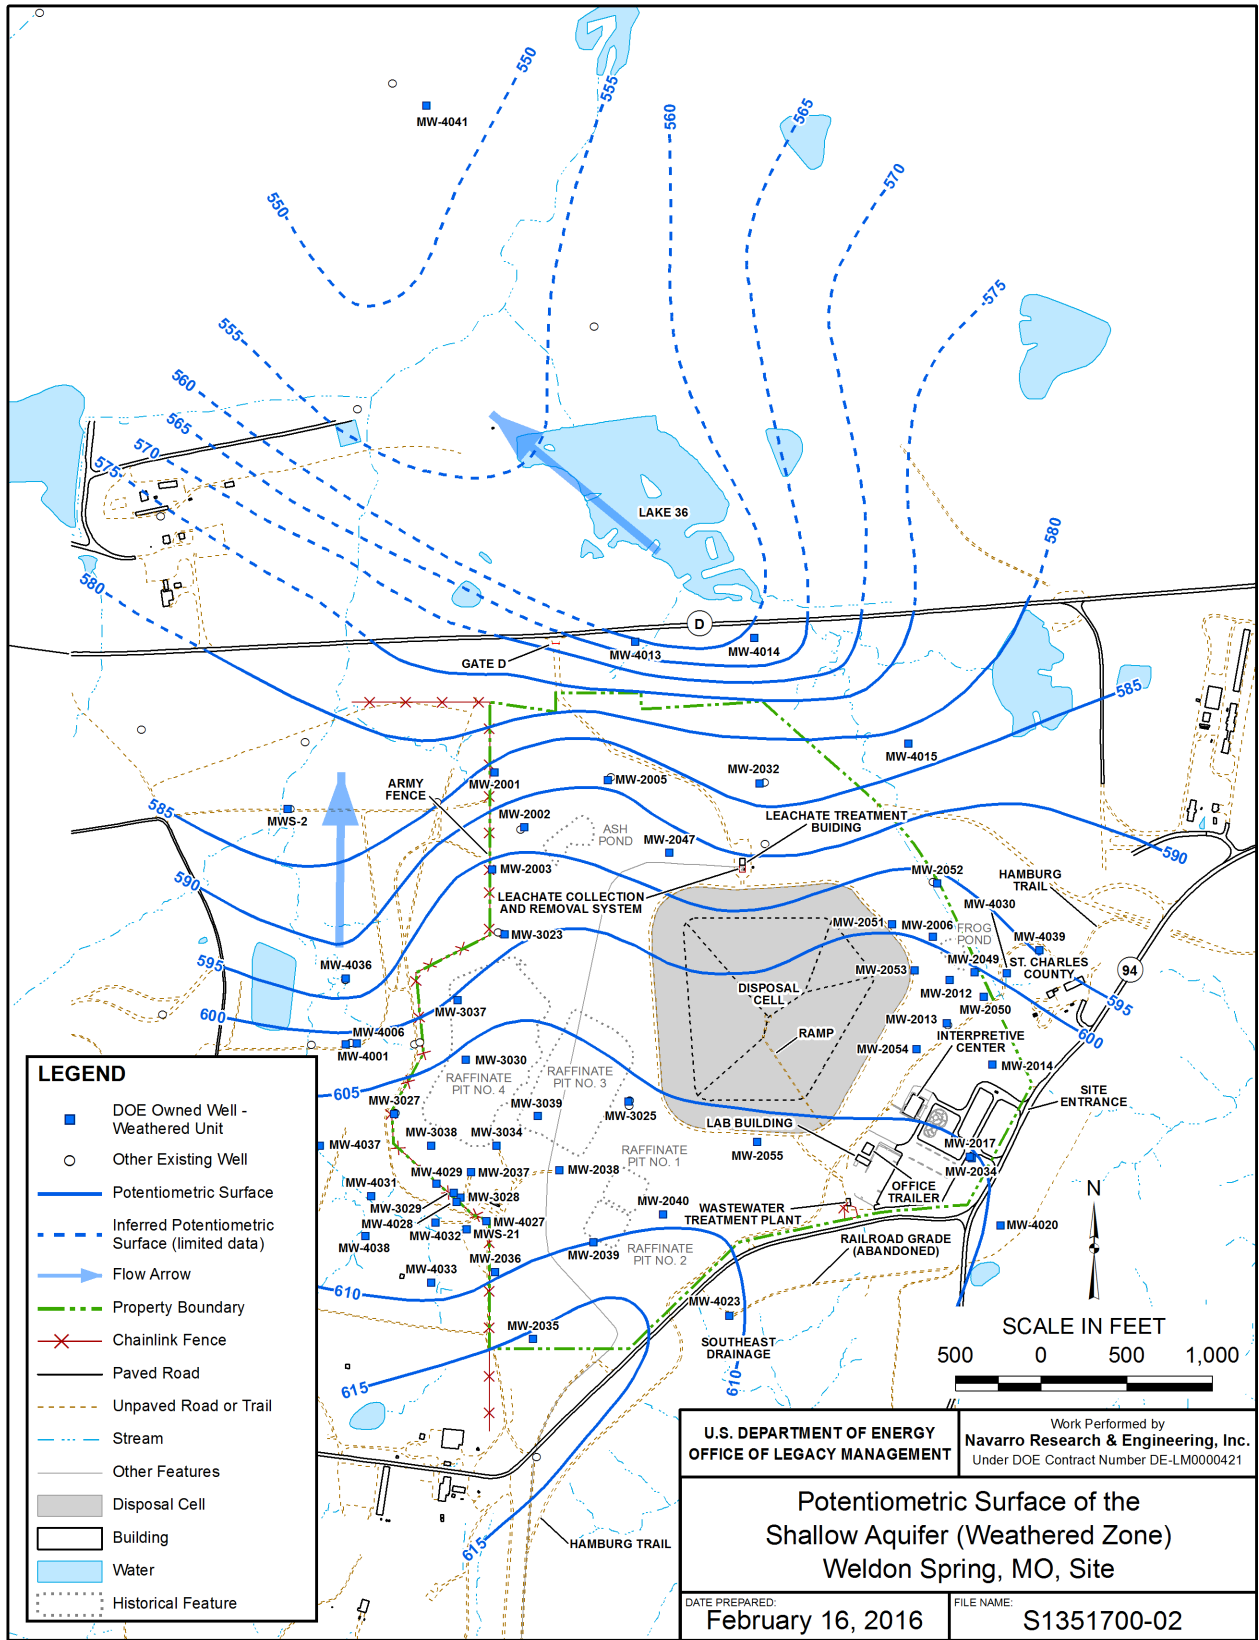 550
555
560
565
570
575
MW-4041
550
555
560
565
570
575
580
LAKE 36
580
D
MW-4013
MW-4014
GATE D
585
MW-4015
MW-2001
MW-2005
MW-2032
ARMY
FENCE
585
MWS-2
MW-2002
ASH
POND
MW-2047
LEACHATE TREATMENT
BUIDING
590
MW-2003
LEACHATE COLLECTION
AND REMOVAL SYSTEM
MW-2052
HAMBURG
TRAIL
MW-4030
590
MW-3023
MW-2051
MW-2006
FROG
POND
MW-4039
595
MW-4036
MW-2053
MW-2049
ST. CHARLES
COUNTY
94
DISPOSAL
CELL
MW-2012
MW-2050
595
600
MW-3037
MW-4006
MW-4001
RAMP
MW-2013
INTERPRETIVE
CENTER
600
MW-2054
MW-2014
MW-3030
RAFFINATE
PIT NO. 4
RAFFINATE
PIT NO. 3
605
MW-3027
MW-3039
MW-3025
SITE
ENTRANCE
LAB BUILDING
MW-4037
MW-3038
MW-3034
RAFFINATE
PIT NO. 1
MW-2055
MW-2017
MW-2034
MW-4029
MW-2037
MW-2038
MW-4031
MW-3029
MW-3028
OFFICE
TRAILER
MW-2040
WASTEWATER
TREATMENT PLANT
MW-4028
MW-4032
MW-4027
MWS-21
MW-4038
MW-4020
N
RAILROAD GRADE
(ABANDONED)
MW-2039
RAFFINATE
PIT NO. 2
MW-2036
MW-4033
610
MW-4023
SOUTHEAST
DRAINAGE
610
MW-2035
615
615
HAMBURG TRAIL
SCALE IN FEET
500 0 500 1,000
LEGEND
DOE Owned Well -
Weathered Unit
Other Existing Well
Potentiometric Surface
Inferred Potentiometric
Surface (limited data)
Flow Arrow
Property Boundary
Chainlink Fence
Paved Road
Unpaved Road or Trail
Stream
Other Features
Disposal Cell
Building
Water
Historical Feature
U.S. DEPARTMENT OF ENERGY
OFFICE OF LEGACY MANAGEMENT
Work Performed by
Navarro Research & Engineering, Inc.
Under DOE Contract Number DE-LM0000421
Potentiometric Surface of the
Shallow Aquifer (Weathered Zone)
Weldon Spring, MO, Site
DATE PREPARED:
February 16, 2016
FILE NAME:
S1351700-02